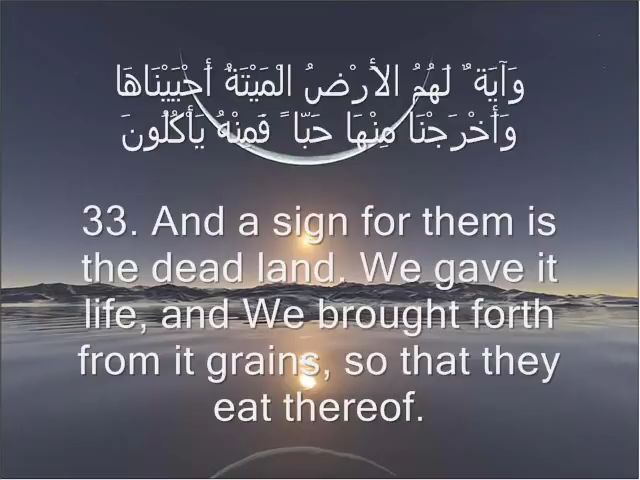 وَآيَة ٌ لَهُمُ الأَرْضُ الْمَيْتَةُ أَحْيَيْنَاهَا
وَأَخْرَجْنَا مِنْهَا حَبّا ً فَمِنْهُ يَأْكُلُونَ
33. And a sign for them is
the dead land. We gave it
life, and We brought forth
from it grains, so that they
eat thereof.